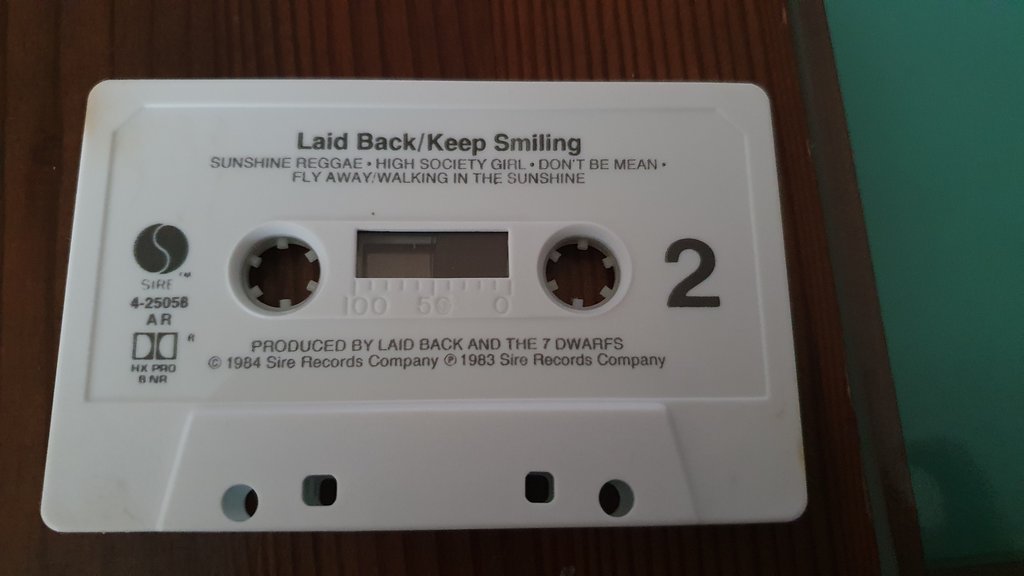 Laid Back/Keep Smiling
SUNSHINE REGGAE • HIGH SOCIETY GIRL • DON'T BE MEAN •
FLY AWAY/WALKING IN THE SUNSHINE
S
SIRE ™
4-25058
AR
HX PRO
B NR
®
100 50 0
2
PRODUCED BY LAID BACK AND THE 7 DWARFS
© 1984 Sire Records Company ℗ 1983 Sire Records Company